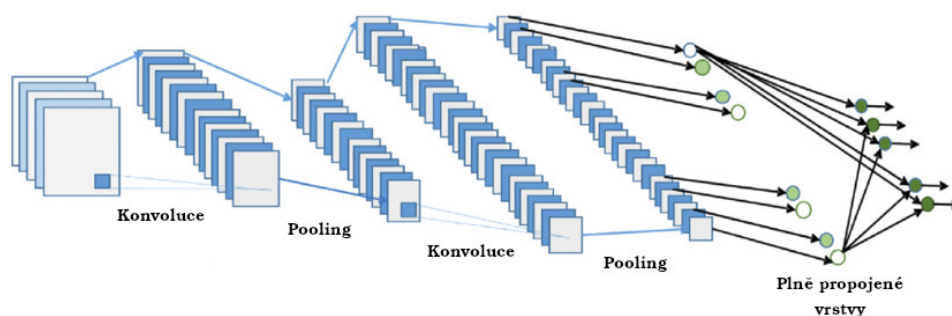 Konvoluce
Pooling
Konvoluce
Pooling
Plně propojené
vrstvy